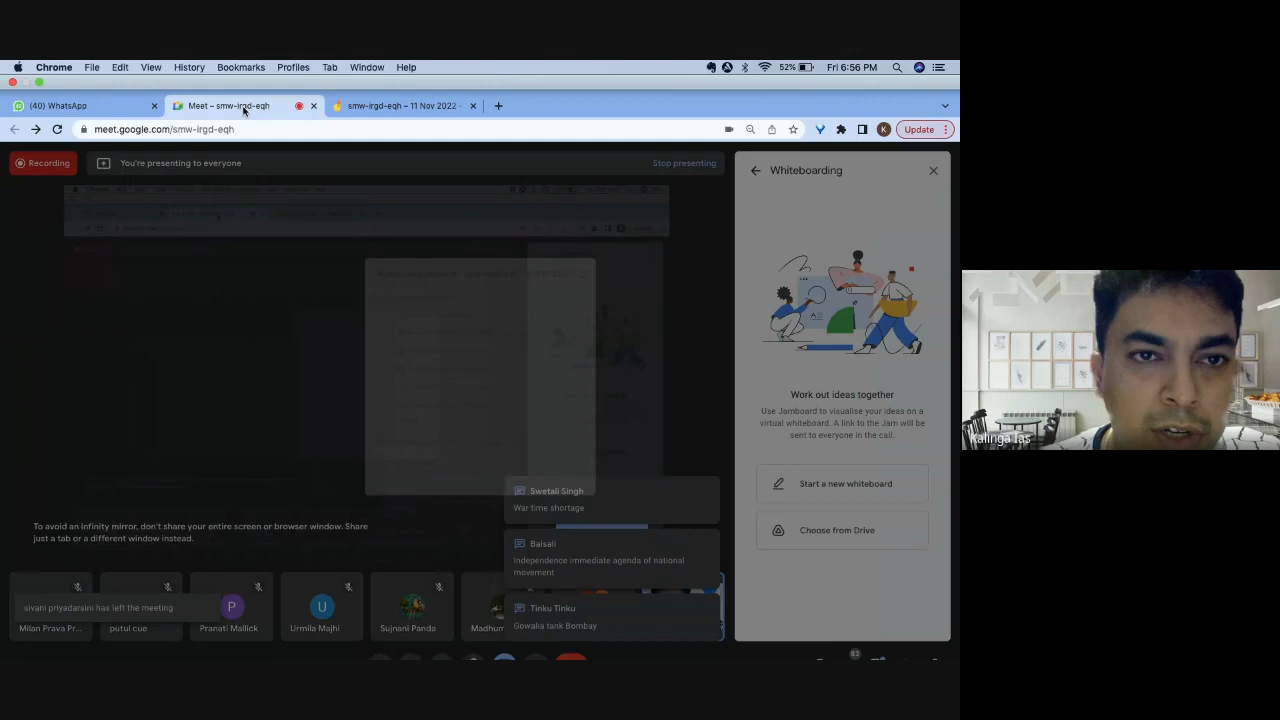 Chrome File Edit View History Bookmarks Profiles Tab Window Help 52% Fri 6:56 PM
(40) WhatsApp
Meet – smw-irgd-eqh
smw-irgd-eqh – 11 Nov 2022 -
meet.google.com/smw-irgd-eqh
K
Update
Recording
You're presenting to everyone
Stop presenting
Whiteboarding
Work out ideas together
Use Jamboard to visualise your ideas on a
virtual whiteboard. A link to the Jam will be
sent to everyone in the call.
Start a new whiteboard
Choose from Drive
Swetali Singh
War time shortage
Baisali
Independence immediate agenda of national
movement
Tinku Tinku
Gowalia tank Bombay
To avoid an infinity mirror, don't share your entire screen or browser window. Share
just a tab or a different window instead.
sivani priyadarsini has left the meeting
Milan Prava Pr...
putul cue
P
Pranati Mallick
U
Urmila Majhi
Sujnani Panda
Madhum
83
Kalinga Ias